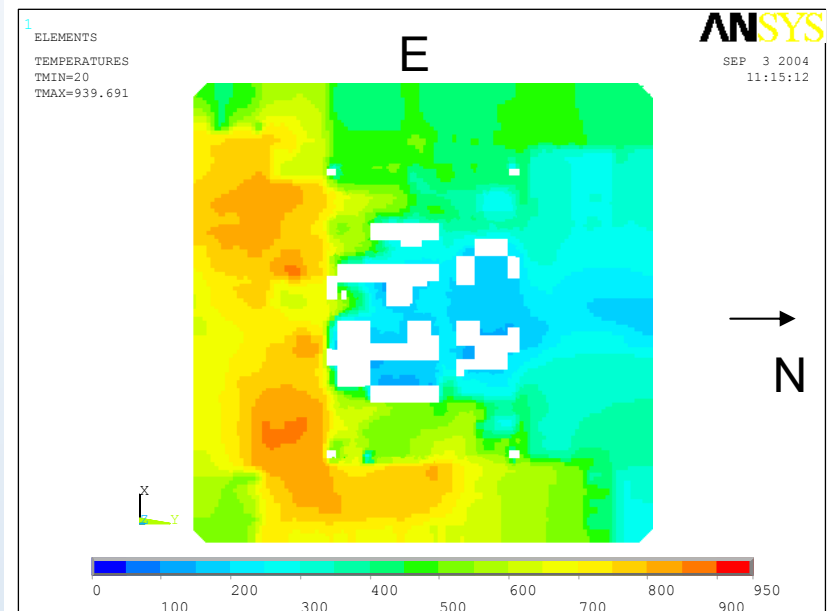 1
ELEMENTS
TEMPERATURES
TMIN=20
TMAX=939.691
E
ANSYS
SEP 3 2004
11:15:12
N
X
Z Y
0 200 400 600 800 950
100 300 500 700 900